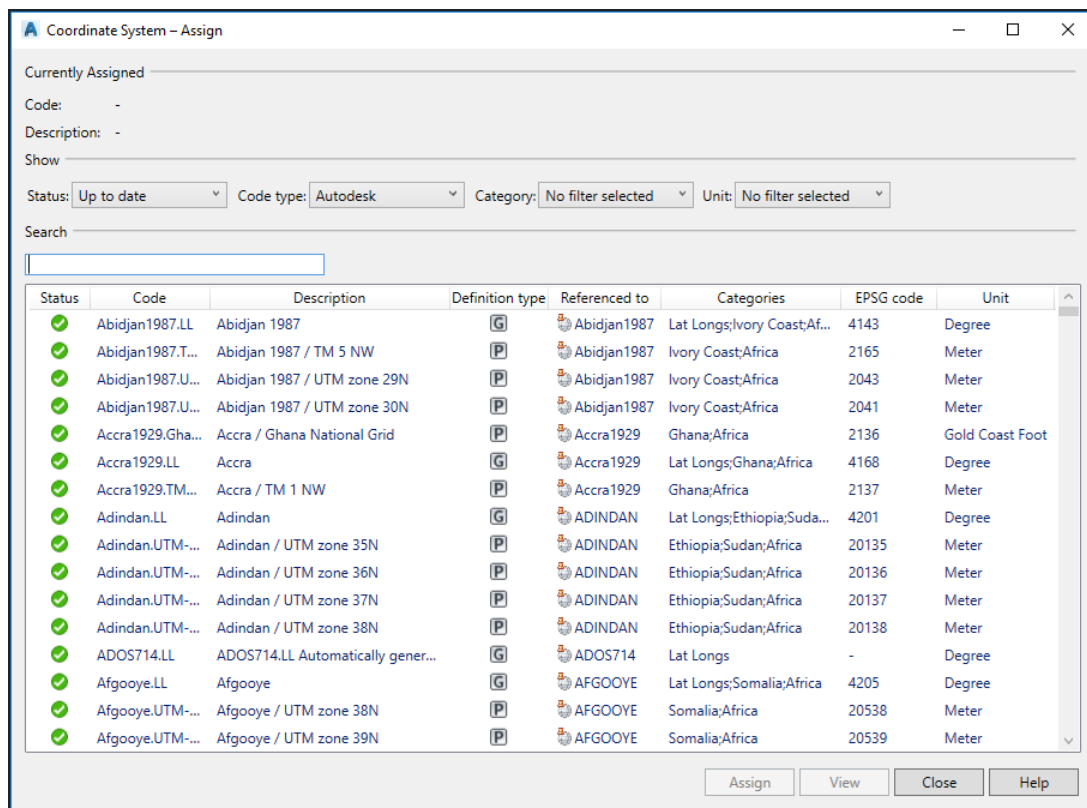 Coordinate System – Assign
Currently Assigned
Code: -
Description: -
Show
Status: Up to date Code type: Autodesk Category: No filter selected Unit: No filter selected
Search
Status Code Description Definition type Referenced to Categories EPSG code Unit
Abidjan1987.LL Abidjan 1987 G Abidjan1987 Lat Longs;Ivory Coast;Af... 4143 Degree
Abidjan1987.T... Abidjan 1987 / TM 5 NW P Abidjan1987 Ivory Coast;Africa 2165 Meter
Abidjan1987.U... Abidjan 1987 / UTM zone 29N P Abidjan1987 Ivory Coast;Africa 2043 Meter
Abidjan1987.U... Abidjan 1987 / UTM zone 30N P Abidjan1987 Ivory Coast;Africa 2041 Meter
Accra1929.Gha... Accra / Ghana National Grid P Accra1929 Ghana;Africa 2136 Gold Coast Foot
Accra1929.LL Accra G Accra1929 Lat Longs;Ghana;Africa 4168 Degree
Accra1929.TM... Accra / TM 1 NW P Accra1929 Ghana;Africa 2137 Meter
Adindan.LL Adindan G ADINDAN Lat Longs;Ethiopia;Suda... 4201 Degree
Adindan.UTM-... Adindan / UTM zone 35N P ADINDAN Ethiopia;Sudan;Africa 20135 Meter
Adindan.UTM-... Adindan / UTM zone 36N P ADINDAN Ethiopia;Sudan;Africa 20136 Meter
Adindan.UTM-... Adindan / UTM zone 37N P ADINDAN Ethiopia;Sudan;Africa 20137 Meter
Adindan.UTM-... Adindan / UTM zone 38N P ADINDAN Ethiopia;Sudan;Africa 20138 Meter
ADOS714.LL ADOS714.LL Automatically gener... G ADOS714 Lat Longs - Degree
Afgooye.LL Afgooye G AFGOOYE Lat Longs;Somalia;Africa 4205 Degree
Afgooye.UTM-... Afgooye / UTM zone 38N P AFGOOYE Somalia;Africa 20538 Meter
Afgooye.UTM-... Afgooye / UTM zone 39N P AFGOOYE Somalia;Africa 20539 Meter
Assign View Close Help